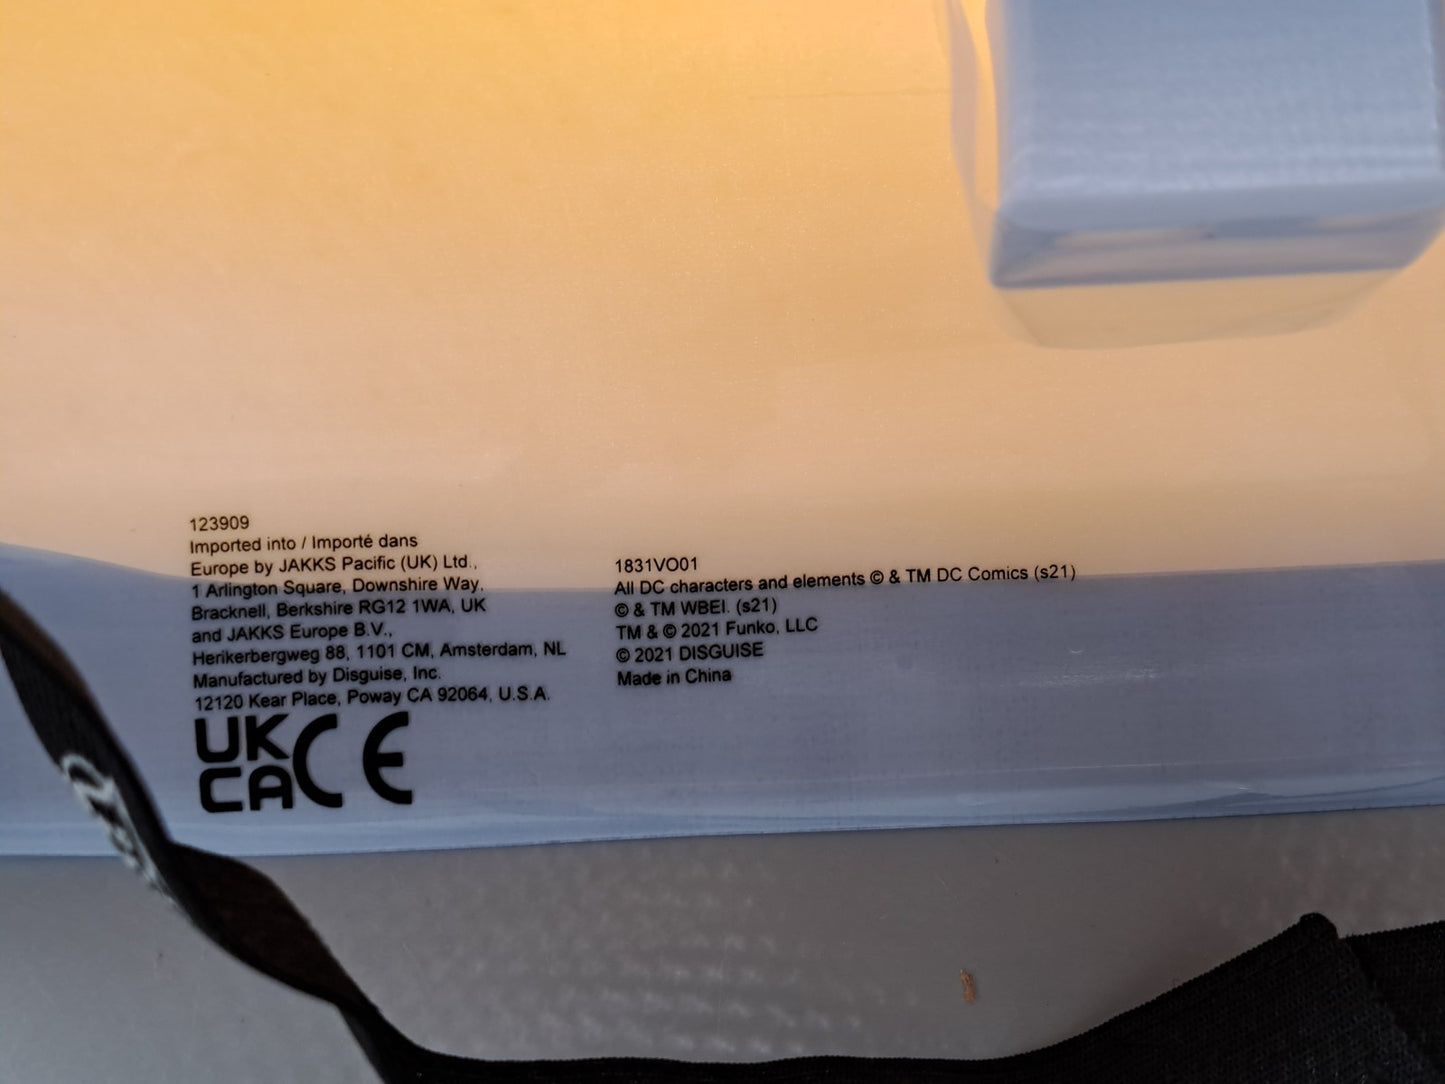 123909
Imported into / Importé dans
Europe by JAKKS Pacific (UK) Ltd.,
1 Arlington Square, Downshire Way,
Bracknell, Berkshire RG12 1WA, UK
and JAKKS Europe B.V.,
Herikerbergweg 88, 1101 CM, Amsterdam, NL
Manufactured by Disguise, Inc.
12120 Kear Place, Poway CA 92064, U.S.A.
UK
CA CE
1831VO01
All DC characters and elements © & TM DC Comics (s21)
© & TM WBEI. (s21)
TM & © 2021 Funko, LLC
© 2021 DISGUISE
Made in China